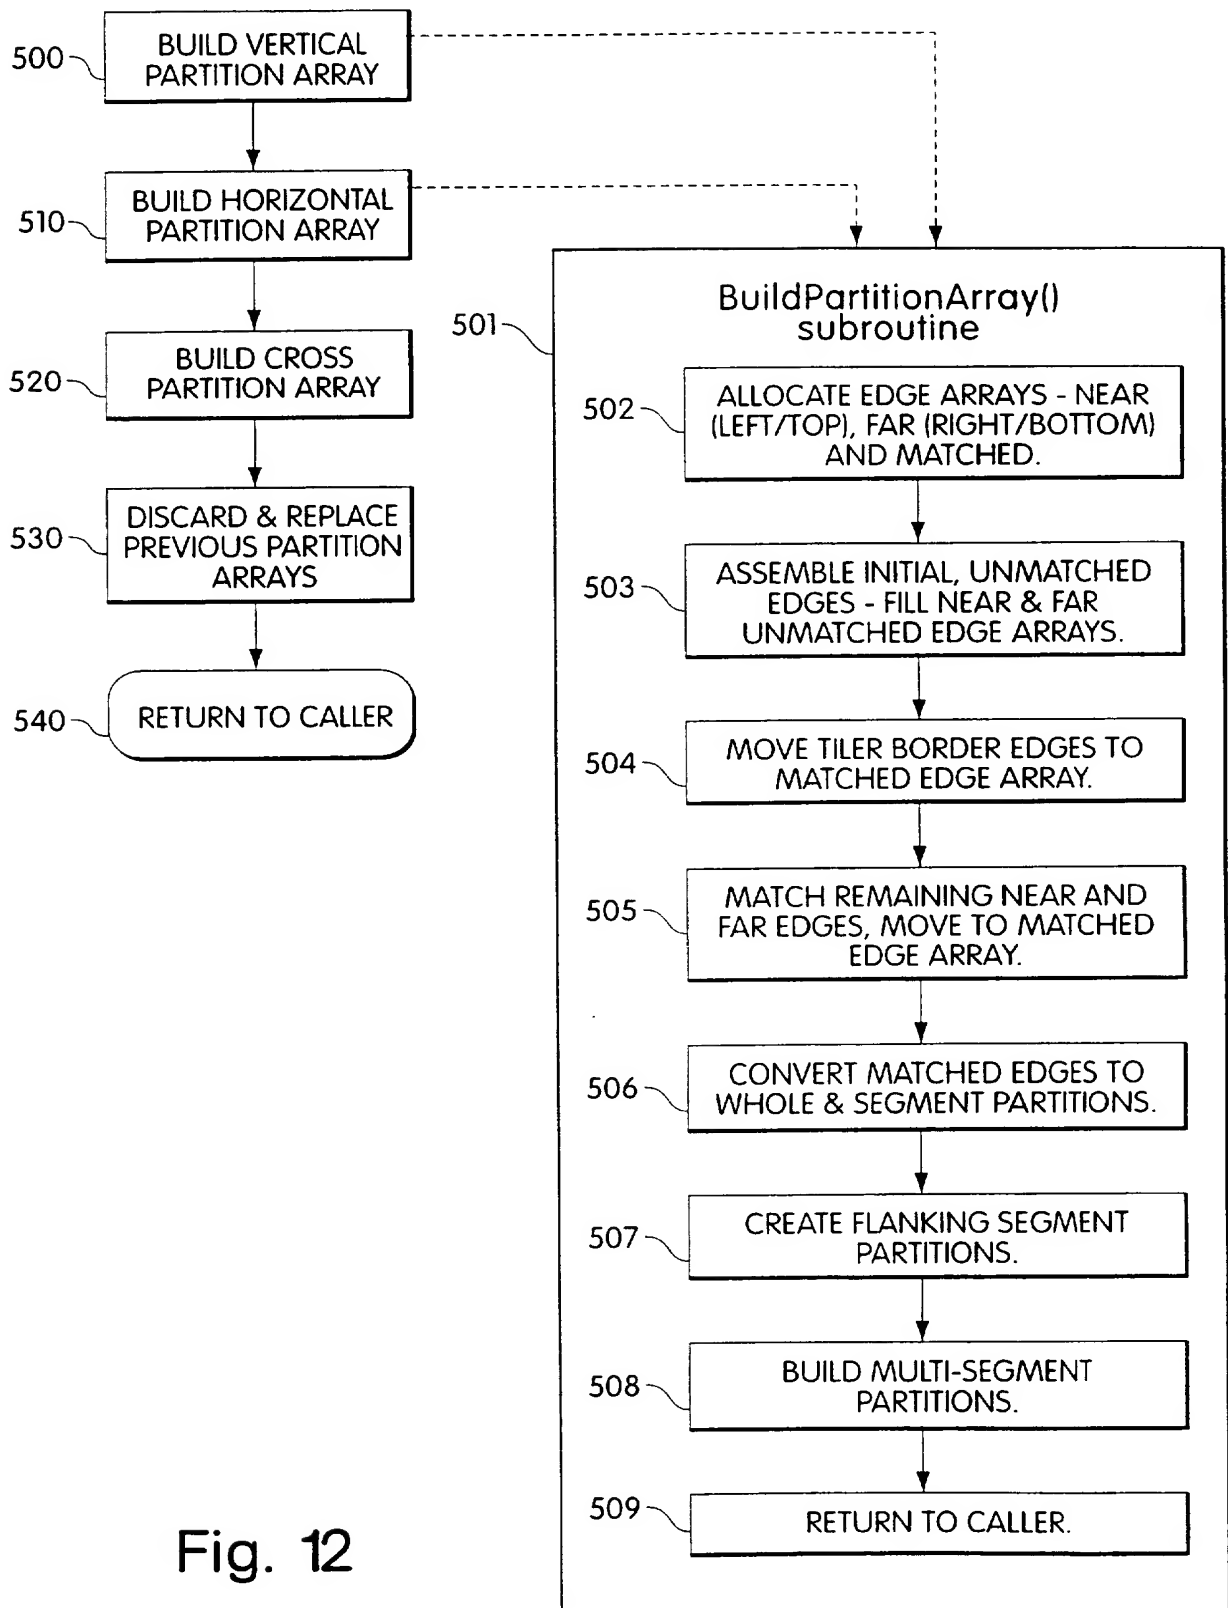 500
BUILD VERTICAL
PARTITION ARRAY
510
BUILD HORIZONTAL
PARTITION ARRAY
520
BUILD CROSS
PARTITION ARRAY
530
DISCARD & REPLACE
PREVIOUS PARTITION
ARRAYS
540
RETURN TO CALLER
501
BuildPartitionArray()
subroutine
502
ALLOCATE EDGE ARRAYS - NEAR
(LEFT/TOP), FAR (RIGHT/BOTTOM)
AND MATCHED.
503
ASSEMBLE INITIAL, UNMATCHED
EDGES - FILL NEAR & FAR
UNMATCHED EDGE ARRAYS.
504
MOVE TILER BORDER EDGES TO
MATCHED EDGE ARRAY.
505
MATCH REMAINING NEAR AND
FAR EDGES, MOVE TO MATCHED
EDGE ARRAY.
506
CONVERT MATCHED EDGES TO
WHOLE & SEGMENT PARTITIONS.
507
CREATE FLANKING SEGMENT
PARTITIONS.
508
BUILD MULTI-SEGMENT
PARTITIONS.
509
RETURN TO CALLER.
Fig. 12